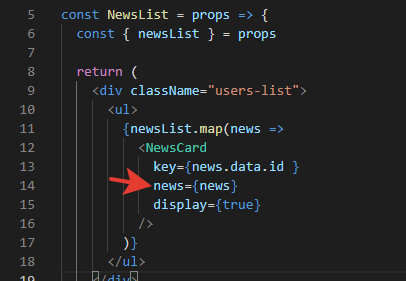 5 const NewsList = props => {
6 const { newsList } = props
7
8 return (
9 <div className="users-list">
10 <ul>
11 {newsList.map(news =>
12 <NewsCard
13 key={news.data.id }
14 news={news}
15 display={true}
16 />
17 )}
18 </ul>
19 </div>